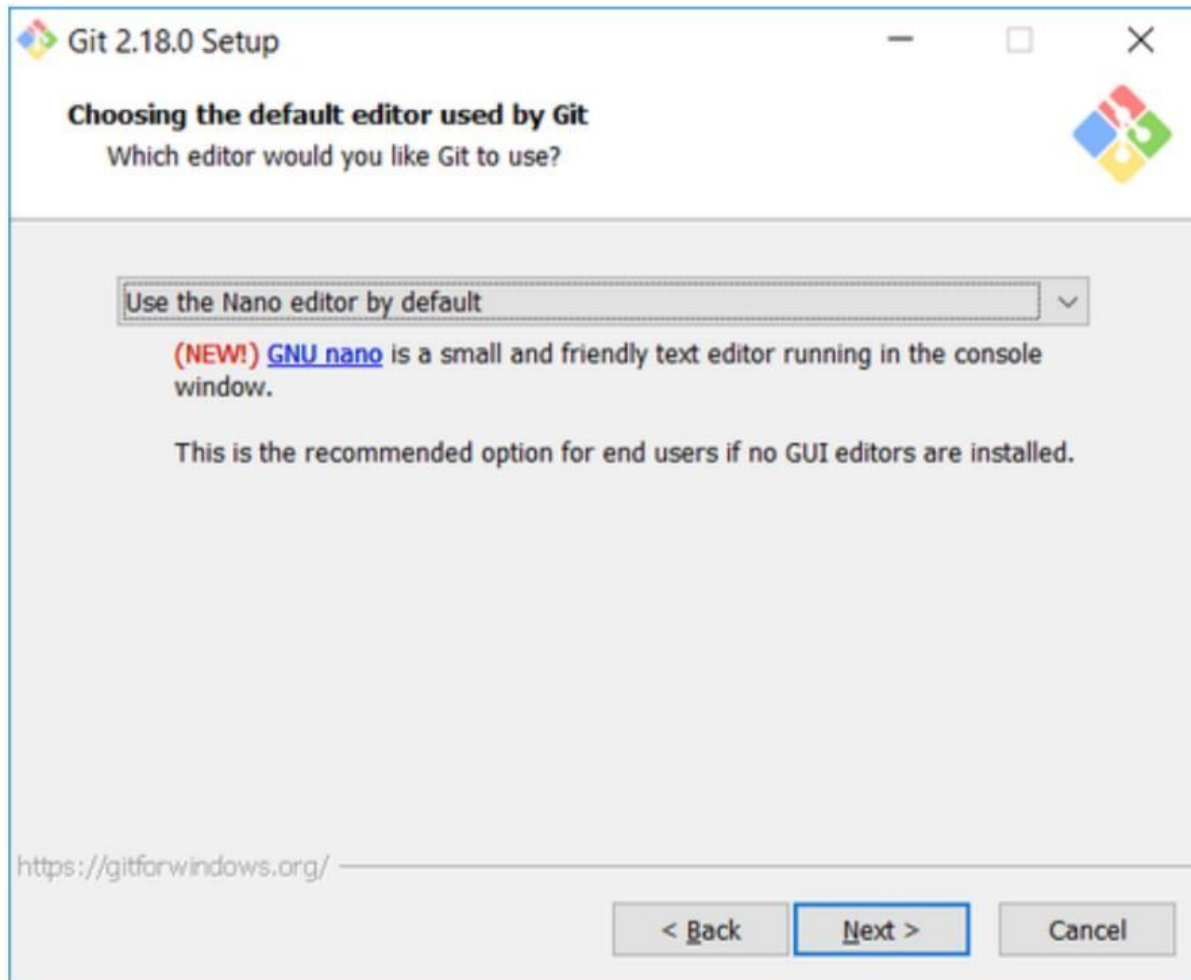 Git 2.18.0 Setup
Choosing the default editor used by Git
Which editor would you like Git to use?
Use the Nano editor by default
(NEW!) GNU nano is a small and friendly text editor running in the console
window.
This is the recommended option for end users if no GUI editors are installed.
https://gitforwindows.org/
< Back
Next >
Cancel